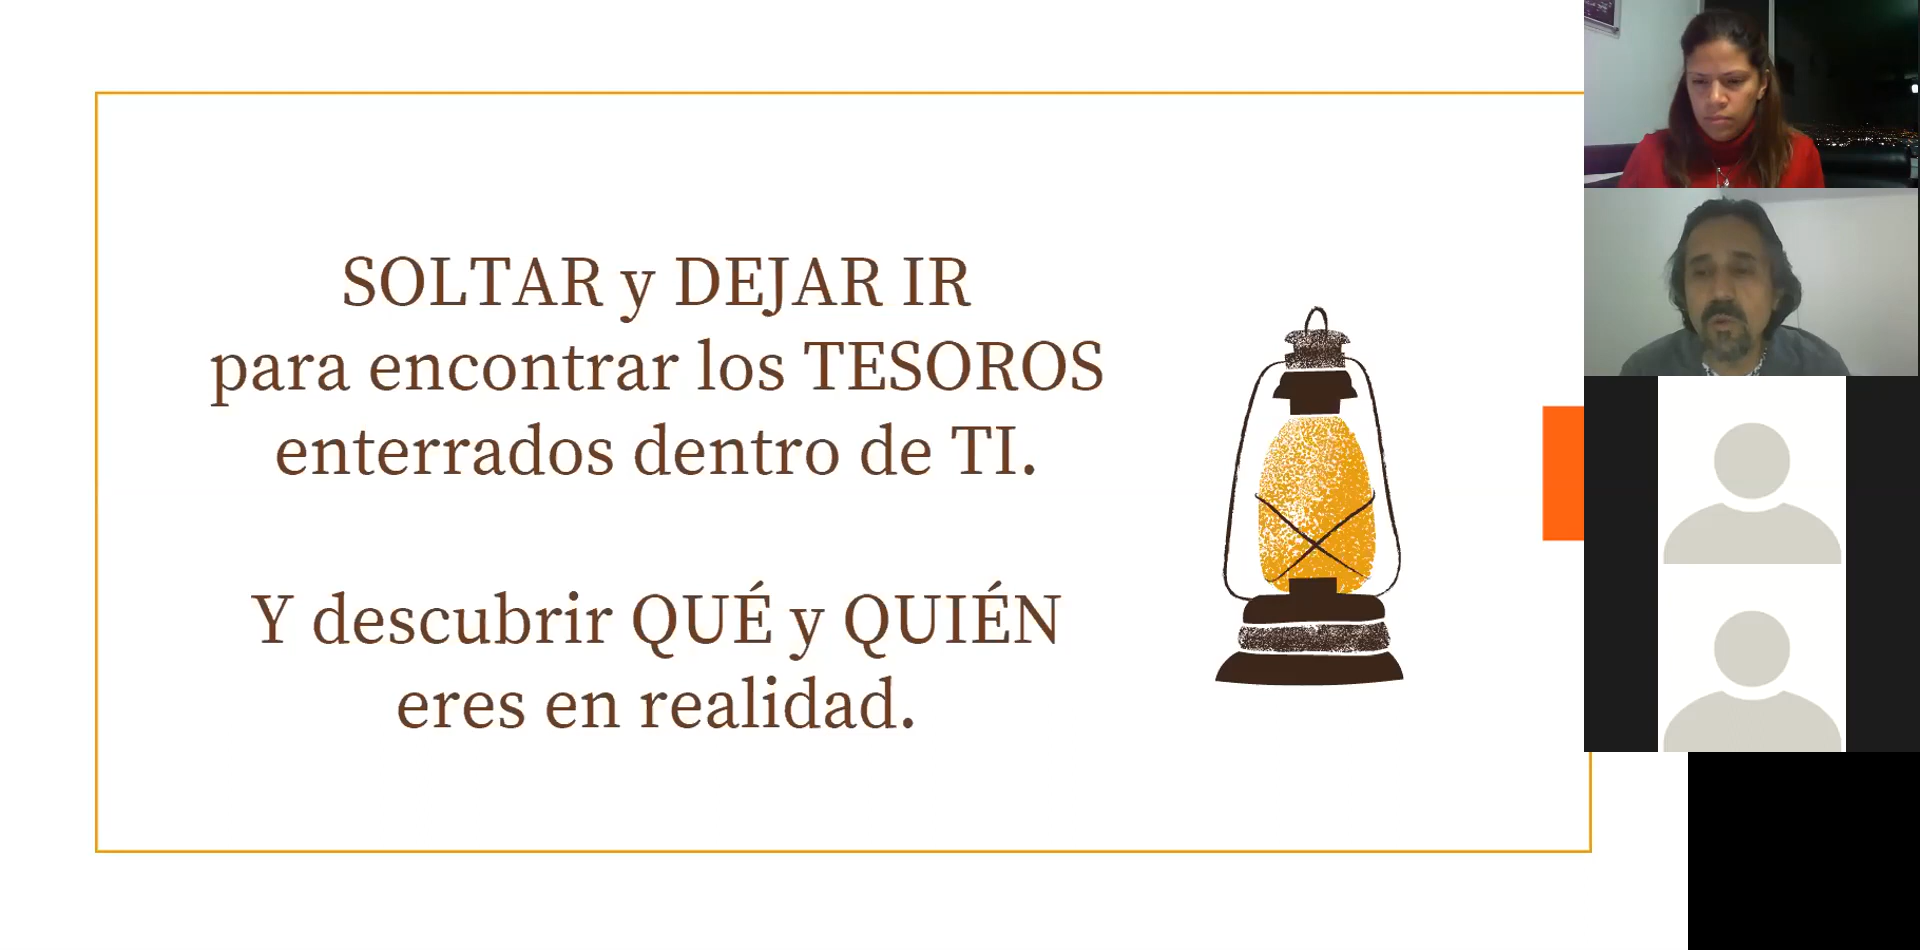 SOLTAR y DEJAR IR
para encontrar los TESOROS
enterrados dentro de TI.
Y descubrir QUÉ y QUIÉN
eres en realidad.